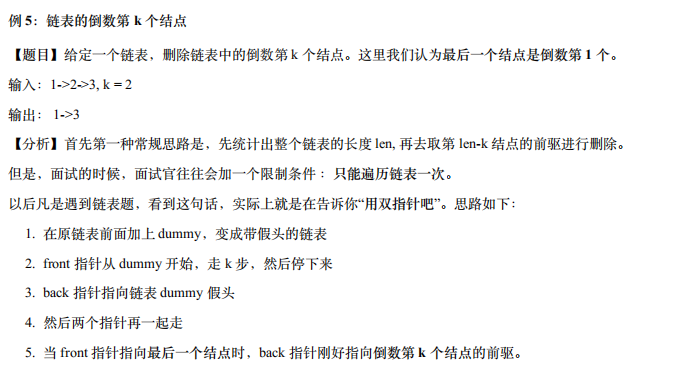 例 5：链表的倒数第 k 个结点
【题目】给定一个链表，删除链表中的倒数第 k 个结点。这里我们认为最后一个结点是倒数第 1 个。
输入：1->2->3, k = 2
输出： 1->3
【分析】首先第一种常规思路是，先统计出整个链表的长度 len, 再去取第 len-k 结点的前驱进行删除。
但是，面试的时候，面试官往往会加一个限制条件 ：只能遍历链表一次。
以后凡是遇到链表题，看到这句话，实际上就是在告诉你“用双指针吧”。思路如下：
1. 在原链表前面加上 dummy，变成带假头的链表
2. front 指针从 dummy 开始，走 k 步，然后停下来
3. back 指针指向链表 dummy 假头
4. 然后两个指针再一起走
5. 当 front 指针指向最后一个结点时，back 指针刚好指向倒数第 k 个结点的前驱。